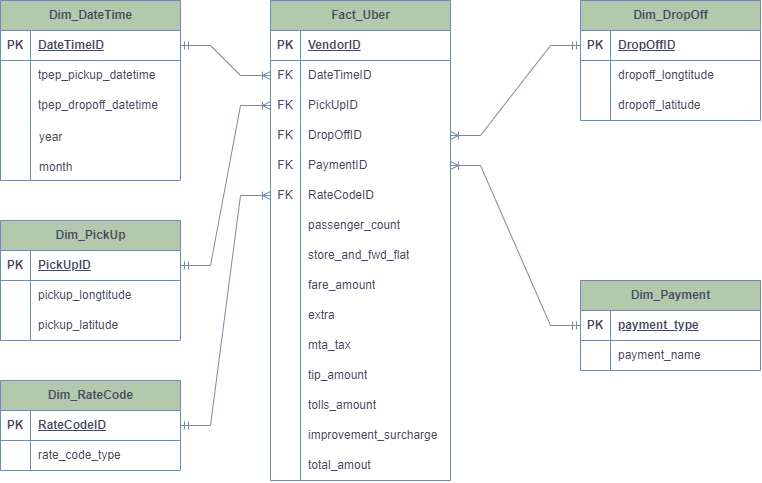 Dim_DateTime
PK DateTimeID
tpep_pickup_datetime
tpep_dropoff_datetime
year
month
Dim_PickUp
PK PickUpID
pickup_longtitude
pickup_latitude
Dim_RateCode
PK RateCodeID
rate_code_type
Fact_Uber
PK VendorID
FK DateTimeID
FK PickUpID
FK DropOffID
FK PaymentID
FK RateCodeID
passenger_count
store_and_fwd_flat
fare_amount
extra
mta_tax
tip_amount
tolls_amount
improvement_surcharge
total_amout
Dim_DropOff
PK DropOffID
dropoff_longtitude
dropoff_latitude
Dim_Payment
PK payment_type
payment_name